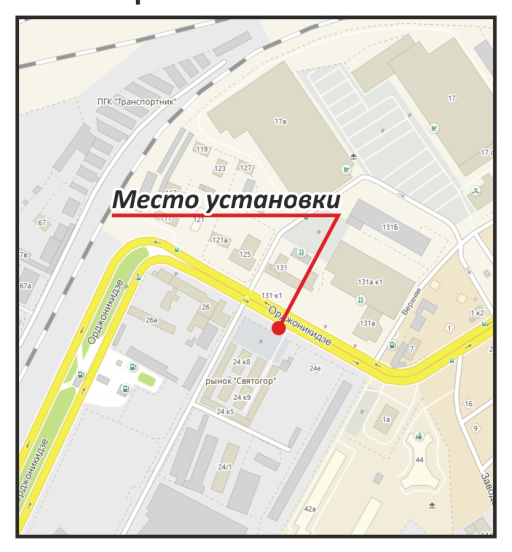 ПГК "Транспортник"
17а
17
119
123
127
67
Место установки
121
131Б
121а
125
131
67а
131а к1
Орджоникидзе
131 к1
Верхняя
26
26а
Орджоникидзе
131а
1 к2
1
7
24 к8
24е
рынок "Святогор"
24 к9
24 к5
1а
16
9
24/1
44
42а
Орджоникидзе